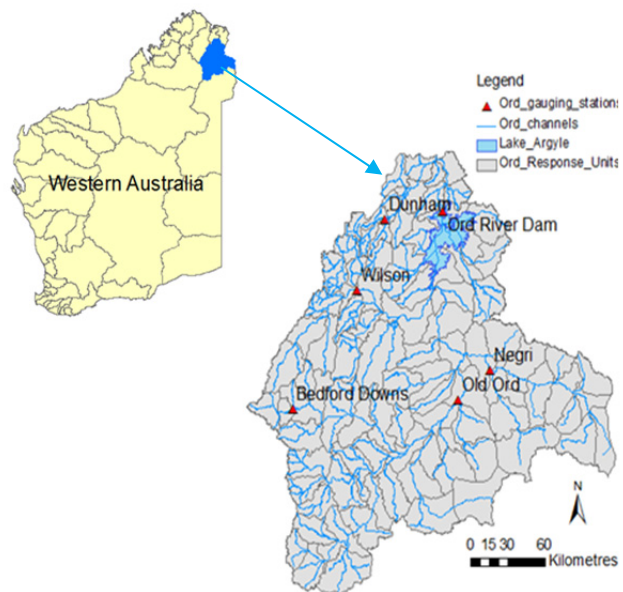 Western Australia
Legend
Ord_gauging_stations
Ord_channels
Lake_Argyle
Ord_Response_Units
Dunham
Ord River Dam
Wilson
Negri
Old Ord
Bedford Downs
N
0 15 30 60
Kilometres